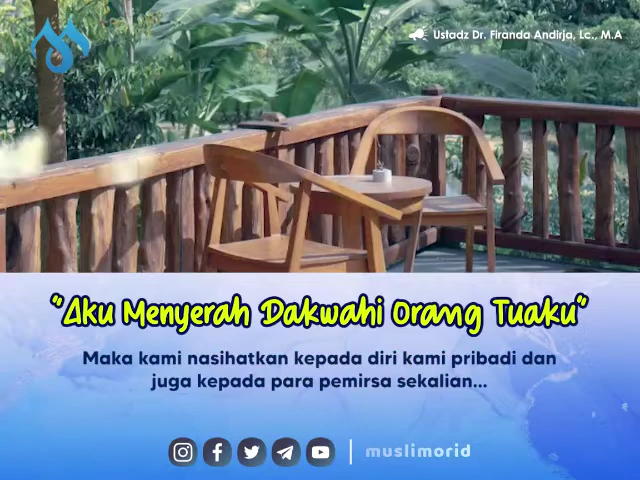 Ustadz Dr. Firanda Andirja, Lc., M.A
"Aku Menyerah Dakwahi Orang Tuaku"
Maka kami nasihatkan kepada diri kami pribadi dan
juga kepada para pemirsa sekalian...
muslimorid